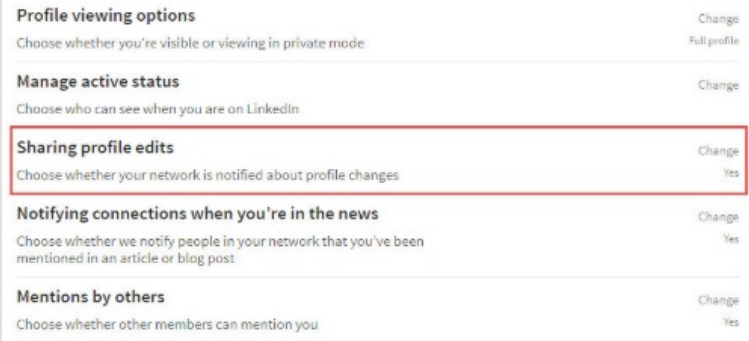 Profile viewing options
Change
Choose whether you're visible or viewing in private mode
Full profile
Manage active status
Change
Choose who can see when you are on LinkedIn
Sharing profile edits
Change
Choose whether your network is notified about profile changes
Yes
Notifying connections when you're in the news
Change
Choose whether we notify people in your network that you've been
Yes
mentioned in an article or blog post
Mentions by others
Change
Choose whether other members can mention you
Yes